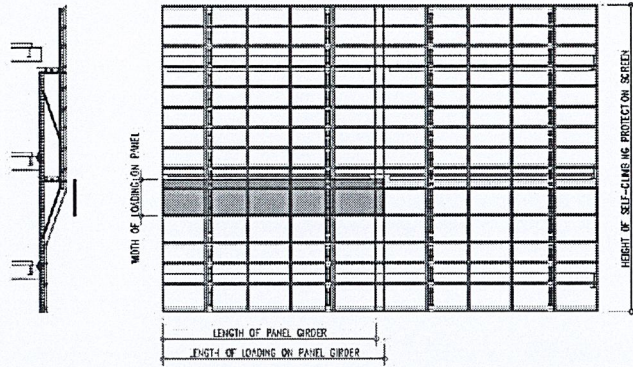 WIDTH OF LOADING ON PANEL
HEIGHT OF SELF-CLIMBING PROTECTION SCREEN
LENGTH OF PANEL GIRDER
LENGTH OF LOADING ON PANEL GIRDER